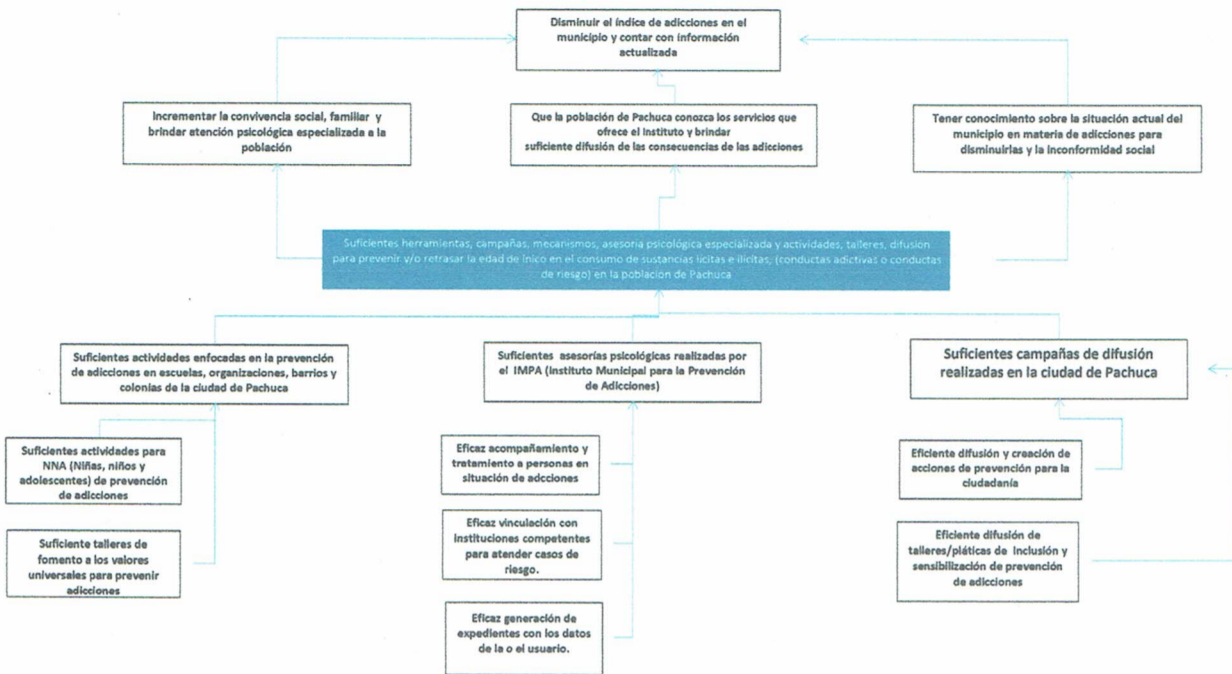 Disminuir el índice de adicciones en el
municipio y contar con información
actualizada
Incrementar la convivencia social, familiar y
brindar atención psicológica especializada a la
población
Que la población de Pachuca conozca los servicios que
ofrece el Instituto y brindar
suficiente difusión de las consecuencias de las adicciones
Tener conocimiento sobre la situación actual del
municipio en materia de adicciones para
disminuirlas y la inconformidad social
Suficientes herramientas, campañas, mecanismos, asesoría psicológica especializada y actividades, talleres, difusión
para prevenir y/o retrasar la edad de inico en el consumo de sustancias lícitas e ilícitas, (conductas adictivas o conductas
de riesgo) en la población de Pachuca
Suficientes actividades enfocadas en la prevención
de adicciones en escuelas, organizaciones, barrios y
colonias de la ciudad de Pachuca
Suficientes asesorías psicológicas realizadas por
el IMPA (Instituto Municipal para la Prevención
de Adicciones)
Suficientes campañas de difusión
realizadas en la ciudad de Pachuca
Suficientes actividades para
NNA (Niñas, niños y
adolescentes) de prevención
de adicciones
Eficaz acompañamiento y
tratamiento a personas en
situación de adcciones
Eficiente difusión y creación de
acciones de prevención para la
ciudadanía
Suficiente talleres de
fomento a los valores
universales para prevenir
adicciones
Eficaz vinculación con
instituciones competentes
para atender casos de
riesgo.
Eficiente difusión de
talleres/pláticas de inclusión y
sensibilización de prevención
de adicciones
Eficaz generación de
expedientes con los datos
de la o el usuario.